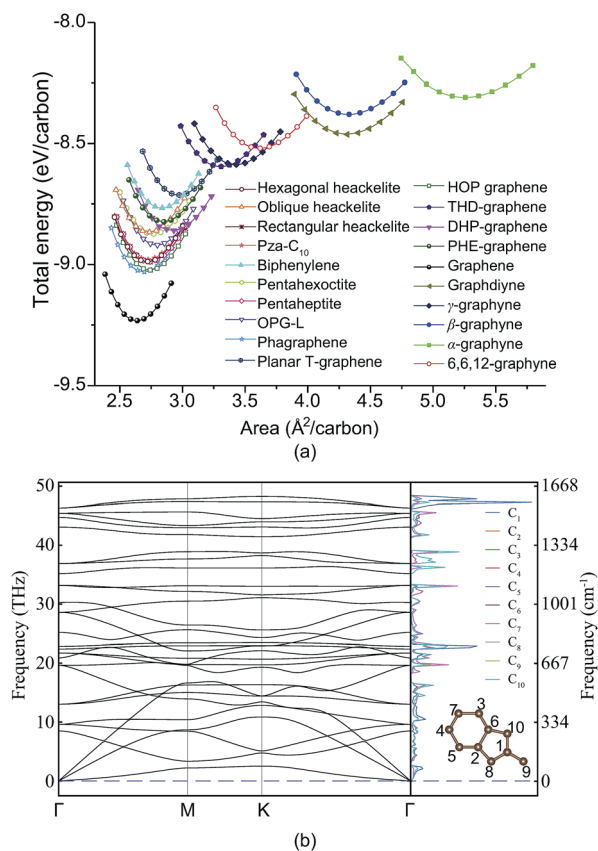 -8.0
-8.5
-9.0
-9.5
Total energy (eV/carbon)
Hexagonal heackelite
Oblique heackelite
Rectangular heackelite
Pza-C10
Biphenylene
Pentahexoctite
Pentaheptite
OPG-L
Phagraphene
Planar T-graphene
HOP graphene
THD-graphene
DHP-graphene
PHE-graphene
Graphene
Graphdiyne
γ-graphyne
β-graphyne
α-graphyne
6,6,12-graphyne
2.5 3.0 3.5 4.0 4.5 5.0 5.5
Area (Å2/carbon)
(a)
50
40
30
20
10
0
Frequency (THz)
Γ M K Γ
C1
C2
C3
C4
C5
C6
C7
C8
C9
C10
7 3
4 6 10
5 2 1
8 9
1668
1334
1001
667
334
0
Frequency (cm-1)
(b)